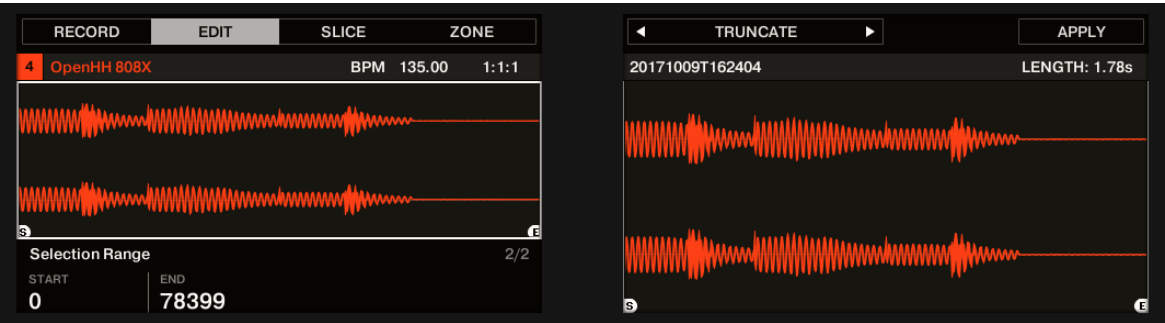 RECORD EDIT SLICE ZONE
4 OpenHH 808X BPM 135.00 1:1:1
S E
Selection Range 2/2
START END
0 78399
TRUNCATE APPLY
20171009T162404 LENGTH: 1.78s
S E